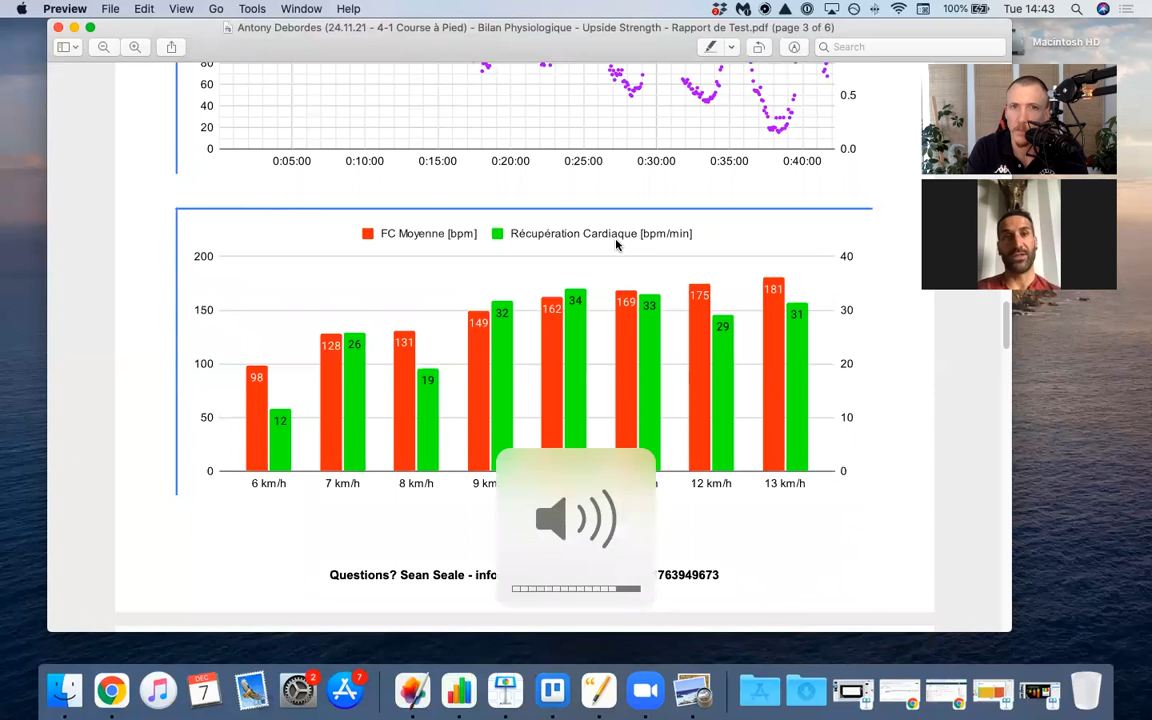 Preview File Edit View Go Tools Window Help 100% Tue 14:43
Antony Debordes (24.11.21 - 4-1 Course à Pied) - Bilan Physiologique - Upside Strength - Rapport de Test.pdf (page 3 of 6)
Search
Macintosh HD
80
60 0.5
40
20
0 0.0
0:05:00 0:10:00 0:15:00 0:20:00 0:25:00 0:30:00 0:35:00 0:40:00
FC Moyenne [bpm] Récupération Cardiaque [bpm/min]
200 40
150 30
100 20
50 10
0 0
98 12 128 26 131 19 149 32 162 34 169 33 175 29 181 31
6 km/h 7 km/h 8 km/h 9 km 12 km/h 13 km/h
Questions? Sean Seale - info 763949673
DEC
7
2
7